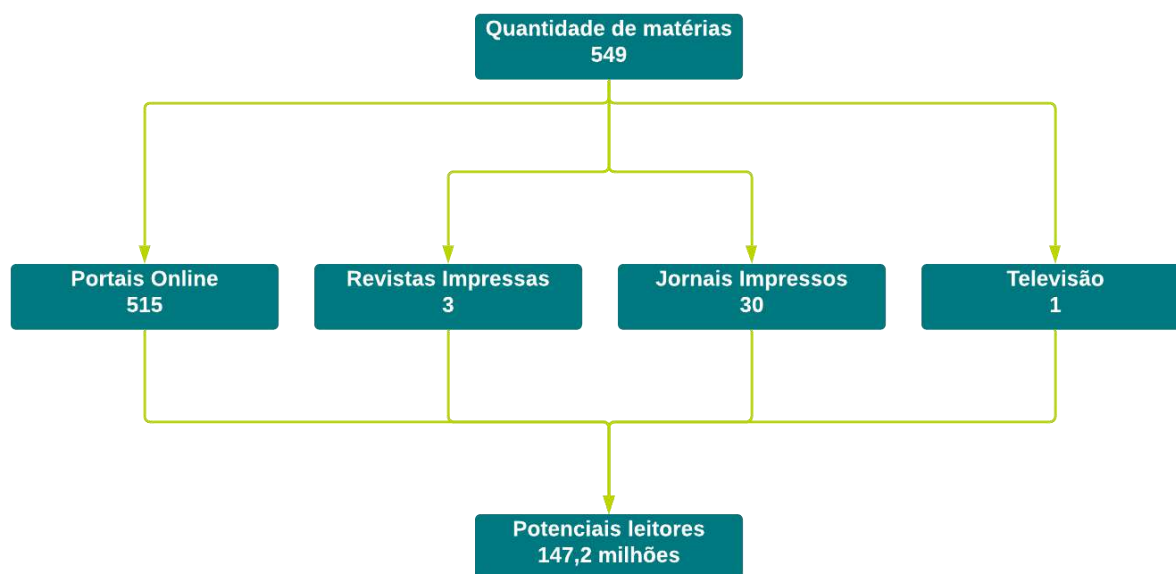 Quantidade de matérias
549
Portais Online
515
Revistas Impressas
3
Jornais Impressos
30
Televisão
1
Potenciais leitores
147,2 milhões